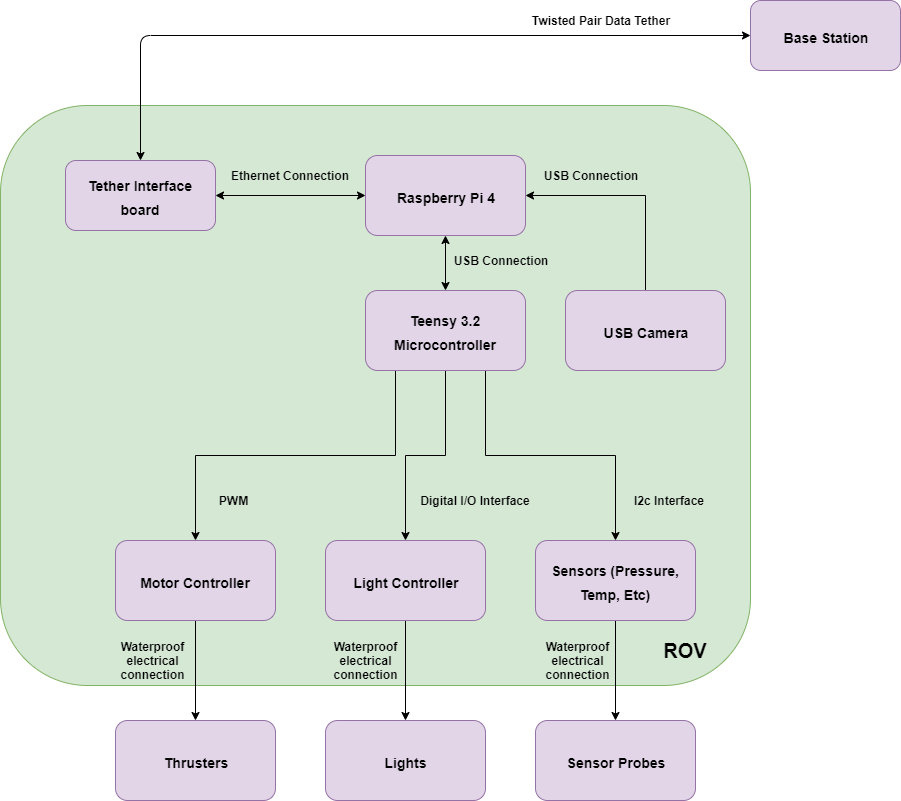 Twisted Pair Data Tether
Base Station
Ethernet Connection
USB Connection
Tether Interface
board
Raspberry Pi 4
USB Connection
Teensy 3.2
Microcontroller
USB Camera
PWM
Digital I/O Interface
I2c Interface
Motor Controller
Light Controller
Sensors (Pressure,
Temp, Etc)
Waterproof
electrical
connection
Waterproof
electrical
connection
Waterproof
electrical
connection
ROV
Thrusters
Lights
Sensor Probes